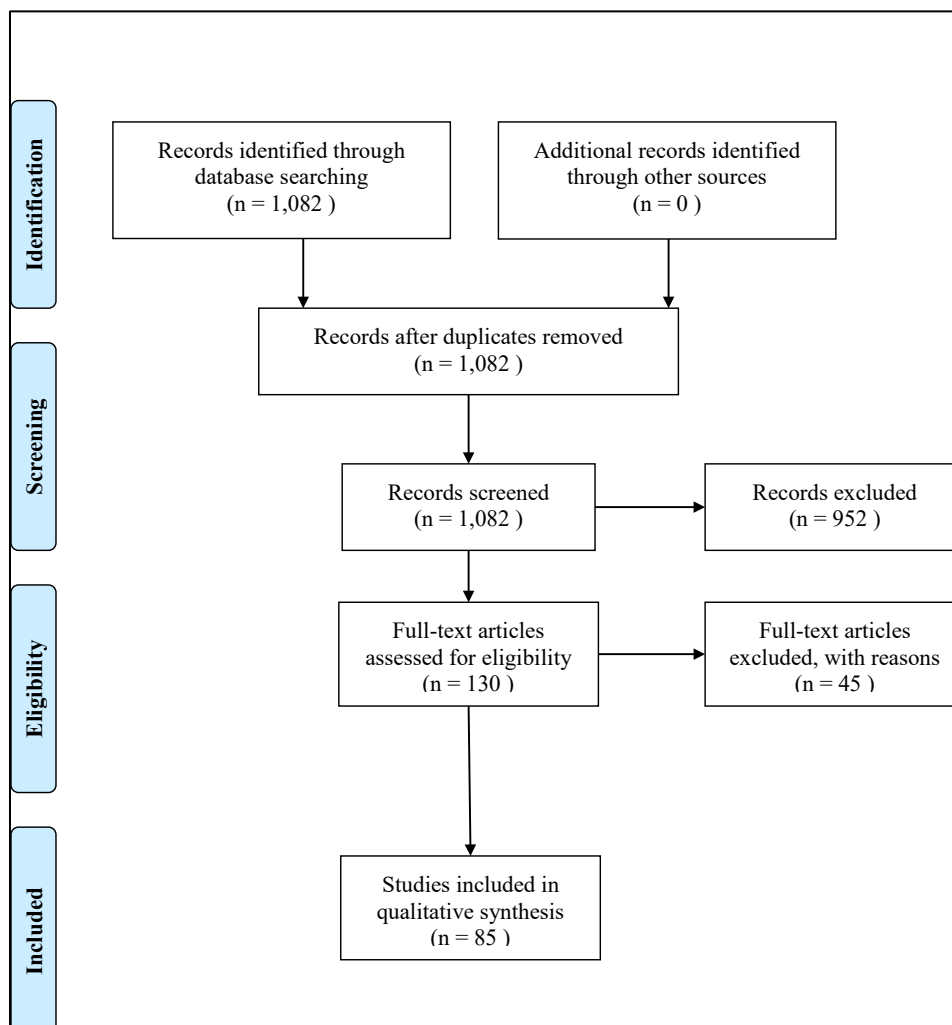 Identification
Records identified through
database searching
(n = 1,082 )
Additional records identified
through other sources
(n = 0 )
Records after duplicates removed
(n = 1,082 )
Screening
Records screened
(n = 1,082 )
Records excluded
(n = 952 )
Eligibility
Full-text articles
assessed for eligibility
(n = 130 )
Full-text articles
excluded, with reasons
(n = 45 )
Included
Studies included in
qualitative synthesis
(n = 85 )